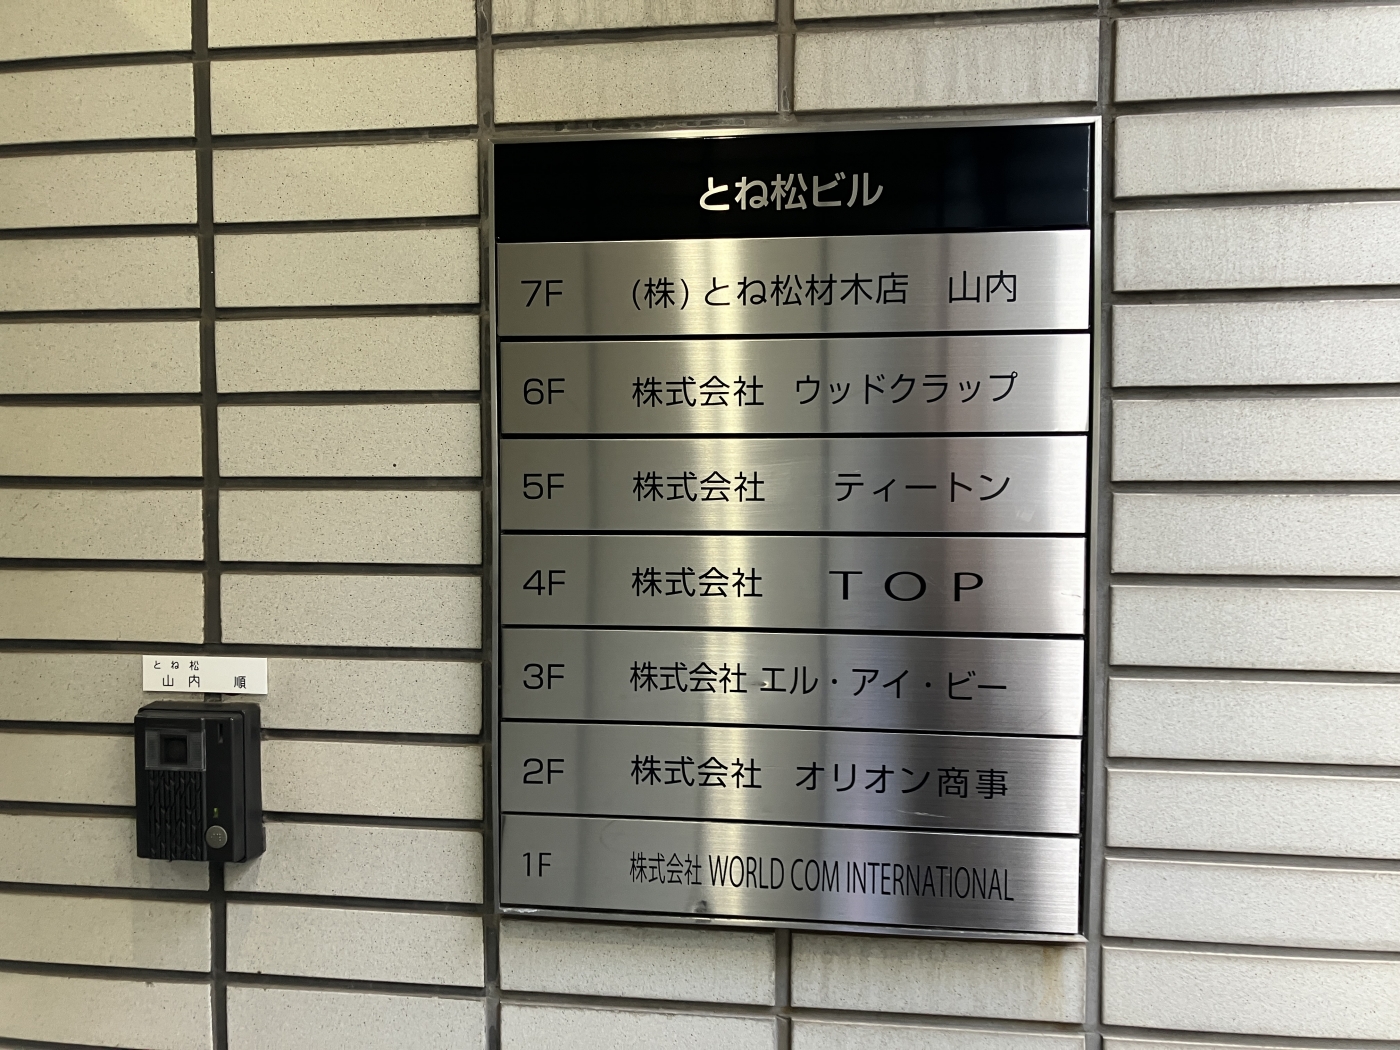 とね松ビル
7F (株)とね松材木店 山内
6F 株式会社 ウッドクラップ
5F 株式会社 ティートン
4F 株式会社 TOP
3F 株式会社 エル・アイ・ビー
2F 株式会社 オリオン商事
1F 株式会社 WORLD COM INTERNATIONAL
とね松
山内 順